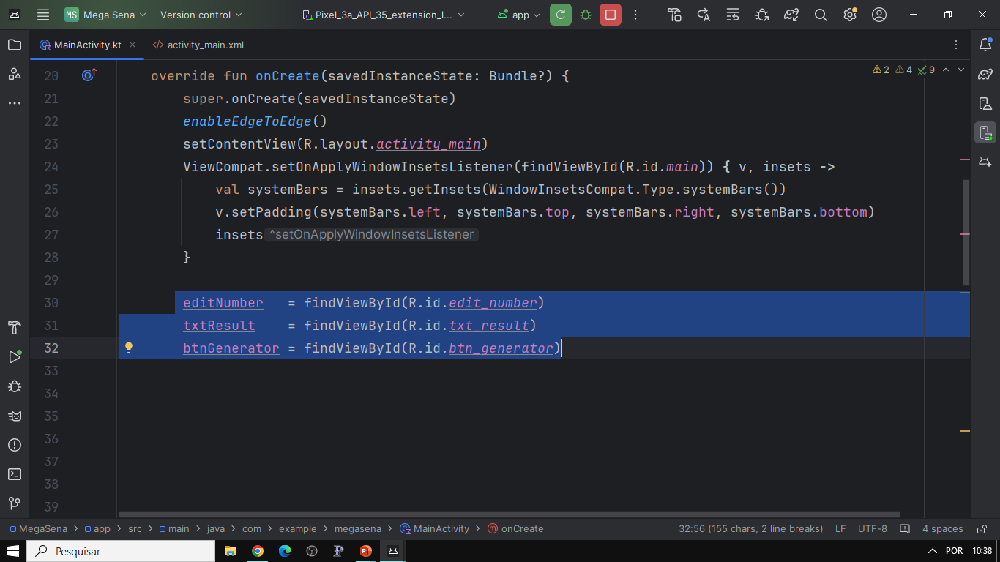 MS Mega Sena Version control Pixel_3a_API_35_extension_l... app
MainActivity.kt activity_main.xml
2 4 9
20 override fun onCreate(savedInstanceState: Bundle?) {
21 super.onCreate(savedInstanceState)
22 enableEdgeToEdge()
23 setContentView(R.layout.activity_main)
24 ViewCompat.setOnApplyWindowInsetsListener(findViewById(R.id.main)) { v, insets ->
25 val systemBars = insets.getInsets(WindowInsetsCompat.Type.systemBars())
26 v.setPadding(systemBars.left, systemBars.top, systemBars.right, systemBars.bottom)
27 insets ^setOnApplyWindowInsetsListener
28 }
29
30 editNumber   = findViewById(R.id.edit_number)
31 txtResult    = findViewById(R.id.txt_result)
32 btnGenerator = findViewById(R.id.btn_generator)
33
34
35
36
37
38
39
MegaSena > app > src > main > java > com > example > megasena > MainActivity > onCreate 32:56 (155 chars, 2 line breaks) LF UTF-8 4 spaces
Pesquisar POR 10:38